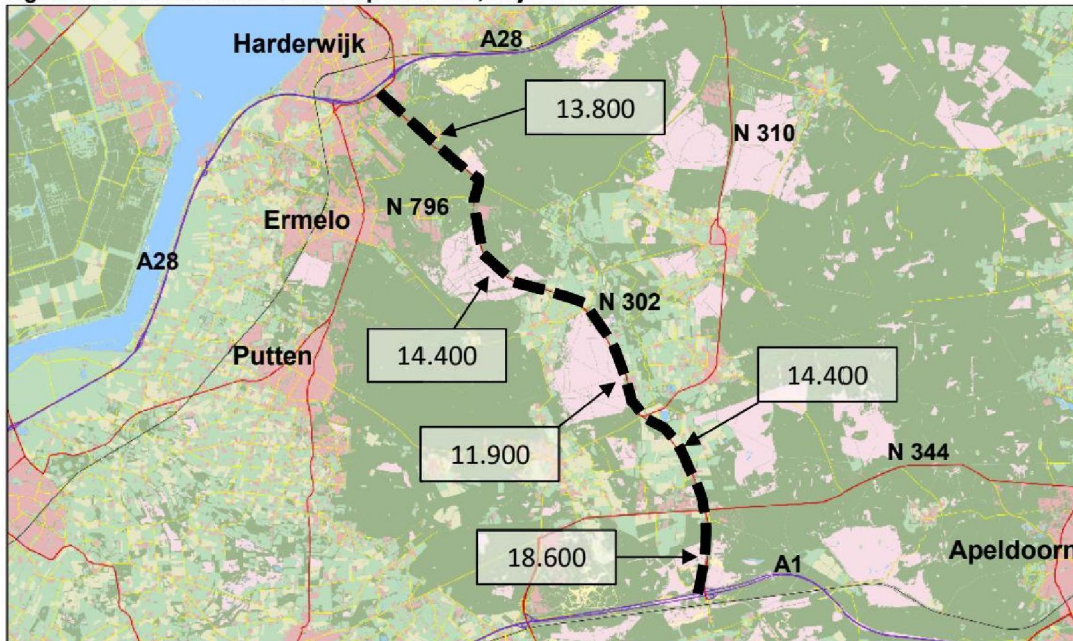 Harderwijk
A28
13.800
N 310
N 796
Ermelo
A28
N 302
14.400
Putten
14.400
11.900
N 344
18.600
Apeldoorn
A1